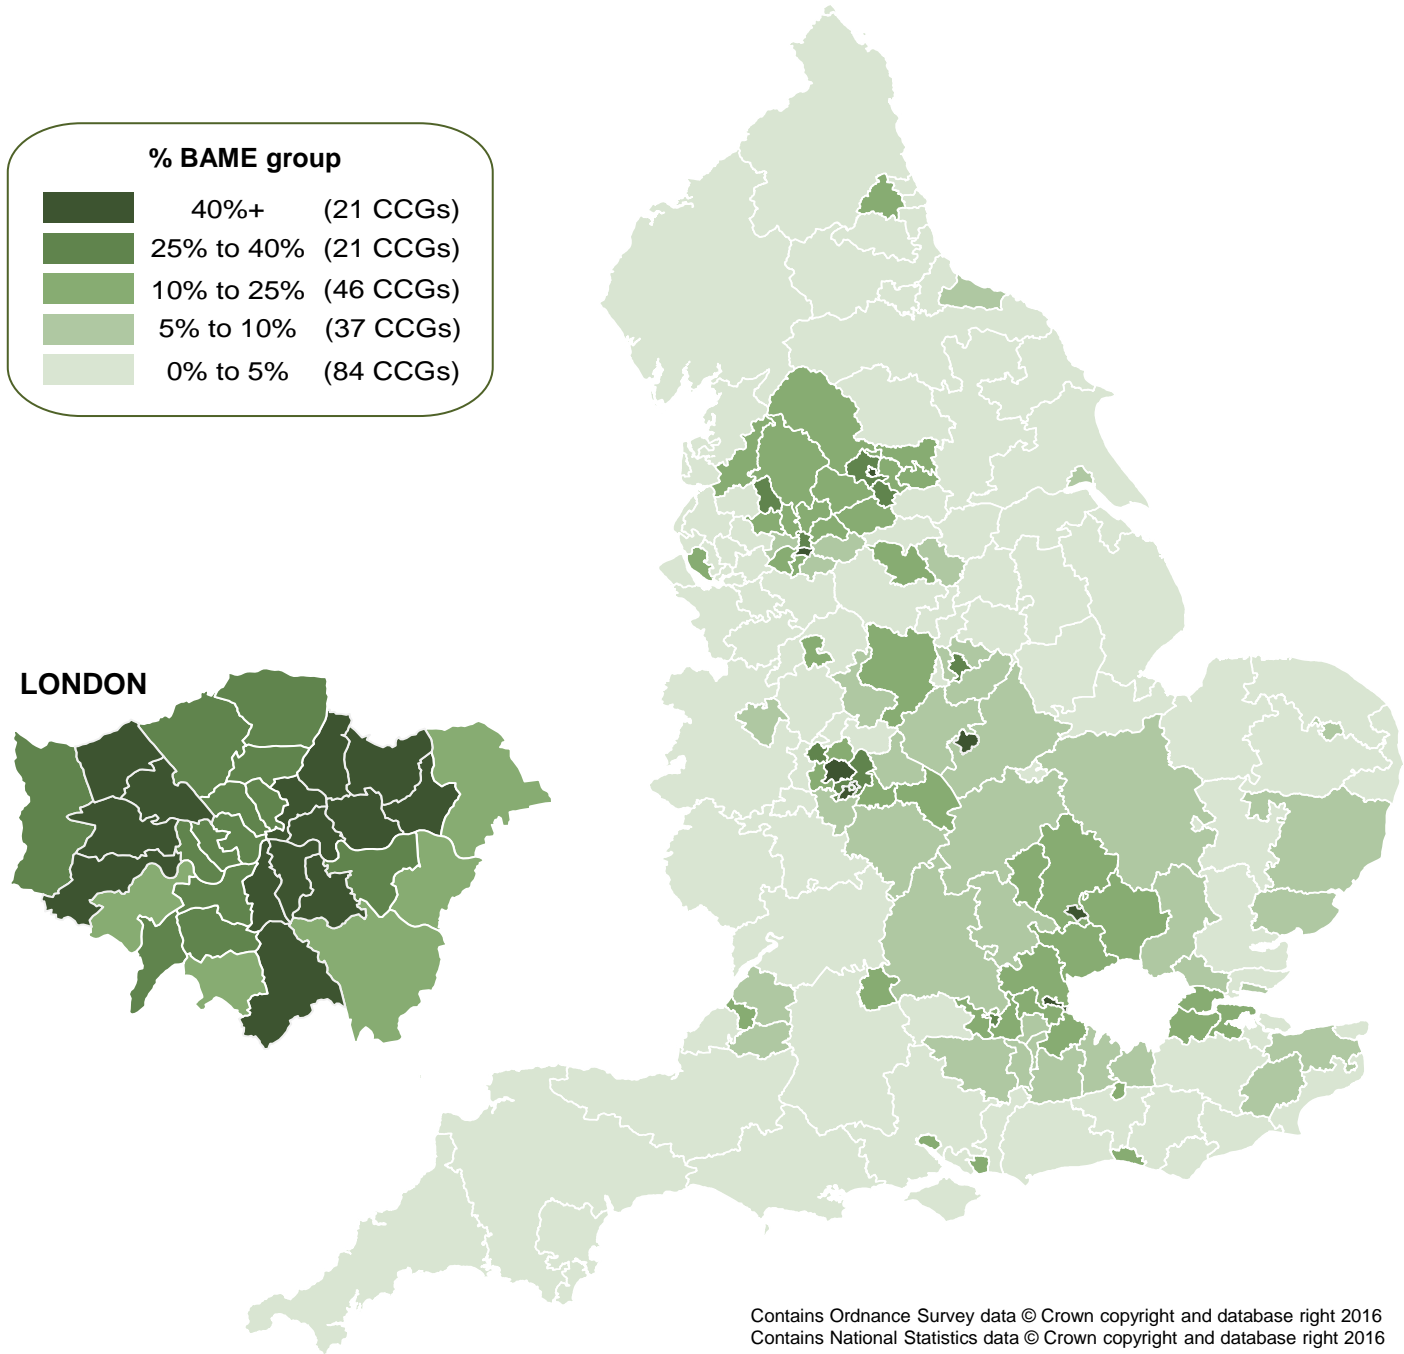 % BAME group
40%+ (21 CCGs)
25% to 40% (21 CCGs)
10% to 25% (46 CCGs)
5% to 10% (37 CCGs)
0% to 5% (84 CCGs)
LONDON
Contains Ordnance Survey data © Crown copyright and database right 2016
Contains National Statistics data © Crown copyright and database right 2016